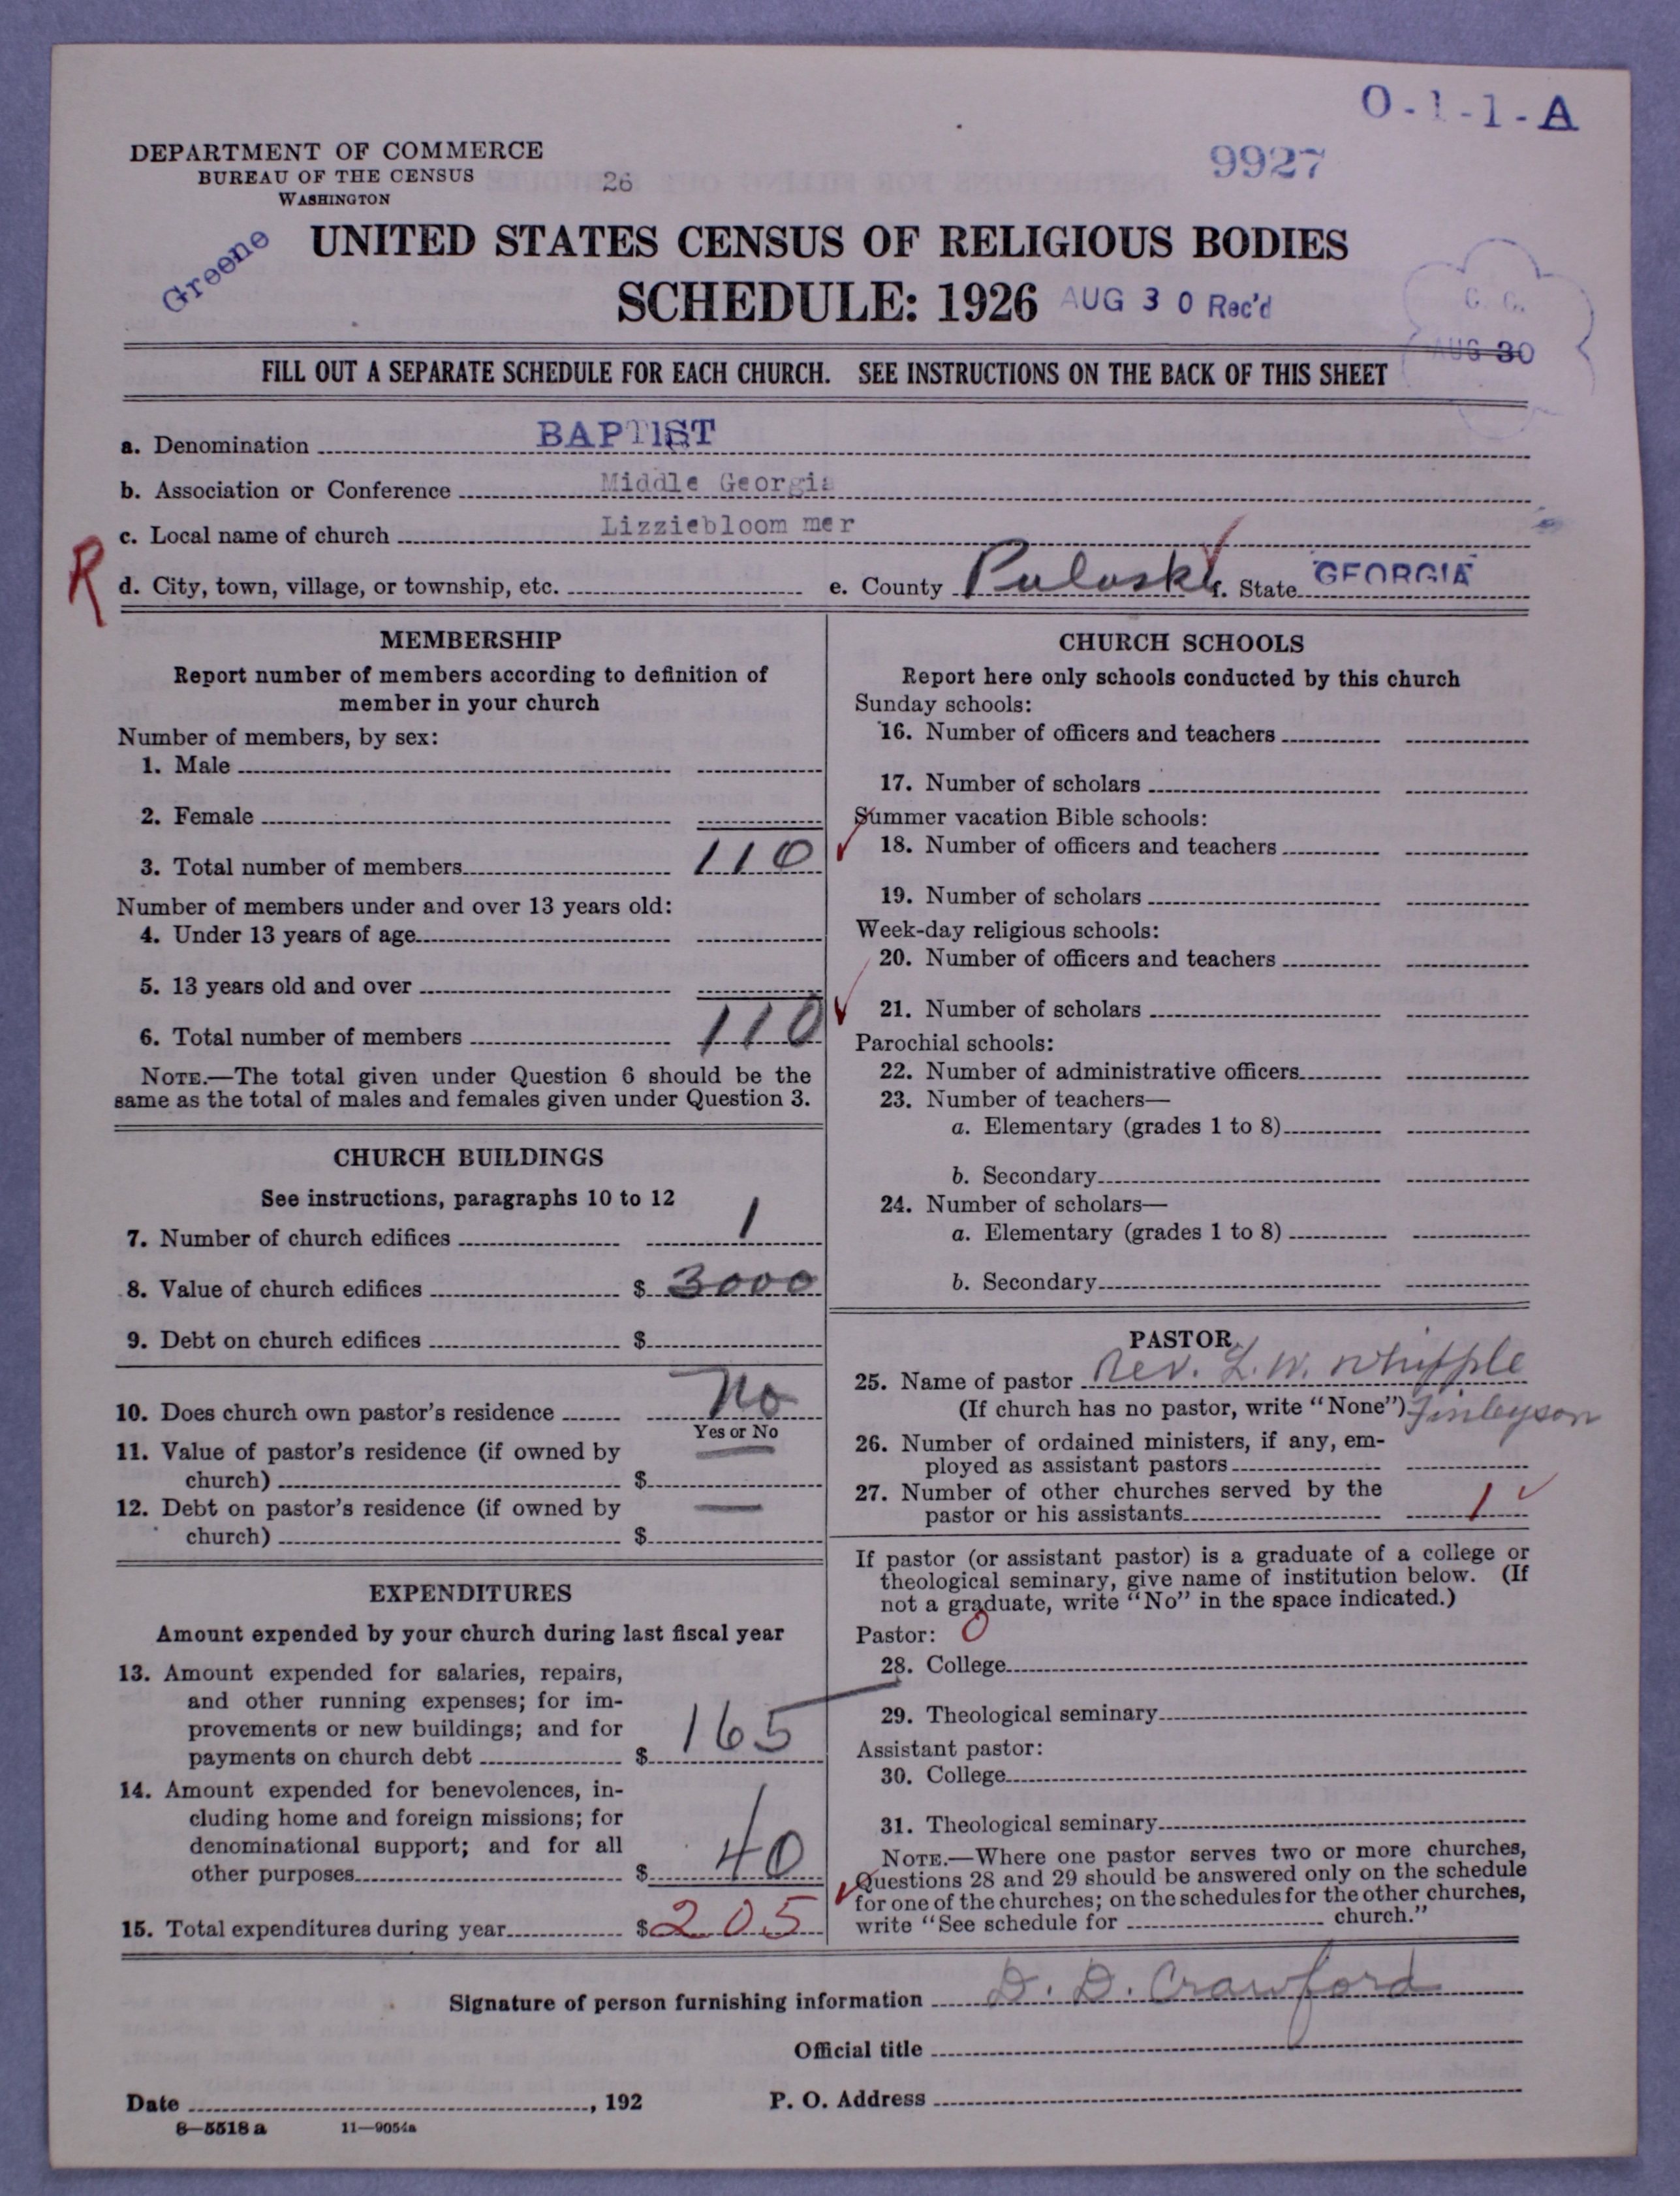 O-1-1-A
DEPARTMENT OF COMMERCE
BUREAU OF THE CENSUS
WASHINGTON
26
9927
Greene
UNITED STATES CENSUS OF RELIGIOUS BODIES
SCHEDULE: 1926 AUG 30 Rec'd
G. G.
AUG 30
FILL OUT A SEPARATE SCHEDULE FOR EACH CHURCH. SEE INSTRUCTIONS ON THE BACK OF THIS SHEET
a. Denomination BAPTIST
b. Association or Conference Middle Georgia
c. Local name of church Lizziebloom mer
R
d. City, town, village, or township, etc. e. County Pulaski f. State GEORGIA
MEMBERSHIP
Report number of members according to definition of
member in your church
Number of members, by sex:
1. Male
2. Female
3. Total number of members 110
Number of members under and over 13 years old:
4. Under 13 years of age
5. 13 years old and over
6. Total number of members 110
NOTE.—The total given under Question 6 should be the
same as the total of males and females given under Question 3.
CHURCH BUILDINGS
See instructions, paragraphs 10 to 12
7. Number of church edifices 1
8. Value of church edifices $ 3000
9. Debt on church edifices $
10. Does church own pastor's residence No
Yes or No
11. Value of pastor's residence (if owned by
church) $ —
12. Debt on pastor's residence (if owned by
church) $ —
EXPENDITURES
Amount expended by your church during last fiscal year
13. Amount expended for salaries, repairs,
and other running expenses; for im-
provements or new buildings; and for
payments on church debt $ 165
14. Amount expended for benevolences, in-
cluding home and foreign missions; for
denominational support; and for all
other purposes $ 40
15. Total expenditures during year $ 205
CHURCH SCHOOLS
Report here only schools conducted by this church
Sunday schools:
16. Number of officers and teachers
17. Number of scholars
Summer vacation Bible schools:
18. Number of officers and teachers
19. Number of scholars
Week-day religious schools:
20. Number of officers and teachers
21. Number of scholars
Parochial schools:
22. Number of administrative officers
23. Number of teachers—
a. Elementary (grades 1 to 8)
b. Secondary
24. Number of scholars—
a. Elementary (grades 1 to 8)
b. Secondary
PASTOR
25. Name of pastor Rev. L. W. Whipple
(If church has no pastor, write "None") Finleyson
26. Number of ordained ministers, if any, em-
ployed as assistant pastors
27. Number of other churches served by the
pastor or his assistants 1
If pastor (or assistant pastor) is a graduate of a college or
theological seminary, give name of institution below. (If
not a graduate, write "No" in the space indicated.)
Pastor: 0
28. College
29. Theological seminary
Assistant pastor:
30. College
31. Theological seminary
NOTE.—Where one pastor serves two or more churches,
Questions 28 and 29 should be answered only on the schedule
for one of the churches; on the schedules for the other churches,
write "See schedule for church."
Signature of person furnishing information D. D. Crawford
Official title
Date , 192 P. O. Address
8—5518 a 11—9054a